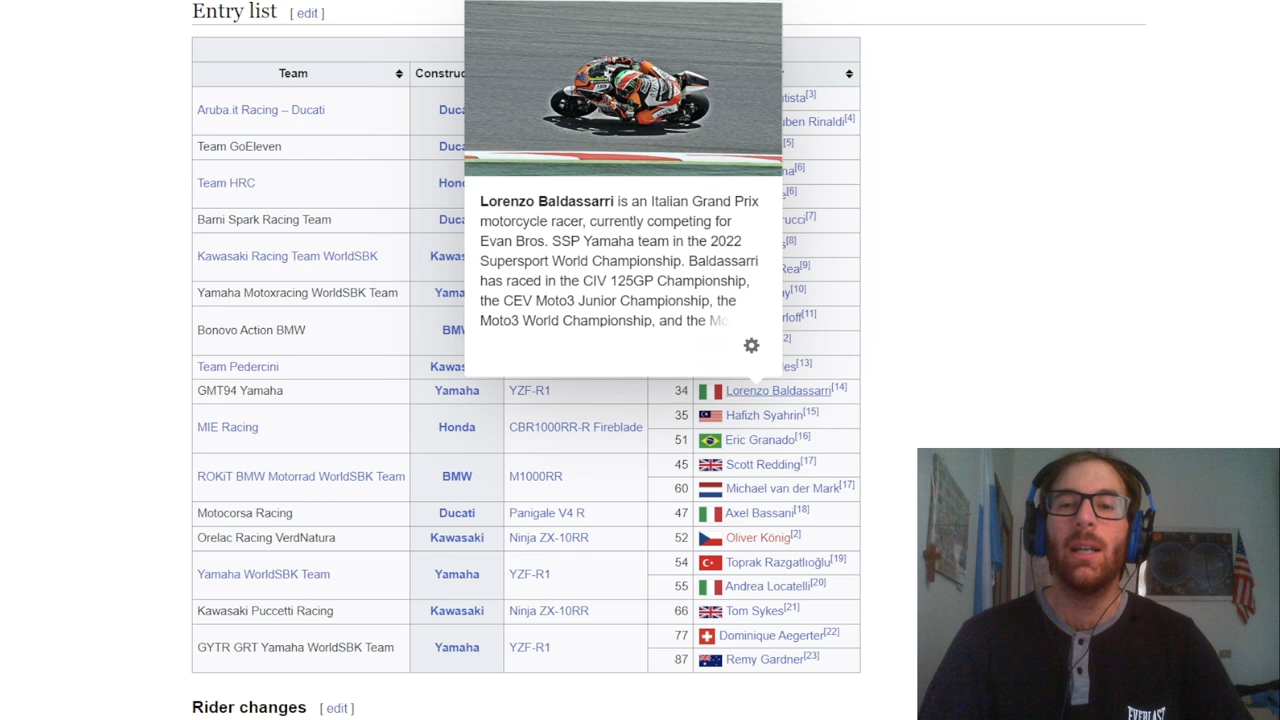 Entry list [ edit ]
Team Construc
Aruba.it Racing – Ducati Duca tista[3]
uben Rinaldi[4]
Team GoEleven Duca [5]
Team HRC Hond na[6]
[6]
Barni Spark Racing Team Duca rucci[7]
s[8]
Kawasaki Racing Team WorldSBK Kawas Rea[9]
Yamaha Motoxracing WorldSBK Team Yama ay[10]
Bonovo Action BMW BMW rloff[11]
2]
Team Pedercini Kawas les[13]
Lorenzo Baldassarri is an Italian Grand Prix
motorcycle racer, currently competing for
Evan Bros. SSP Yamaha team in the 2022
Supersport World Championship. Baldassarri
has raced in the CIV 125GP Championship,
the CEV Moto3 Junior Championship, the
Moto3 World Championship, and the Mo
GMT94 Yamaha Yamaha YZF-R1 34 Lorenzo Baldassarri[14]
MIE Racing Honda CBR1000RR-R Fireblade 35 Hafizh Syahrin[15]
51 Eric Granado[16]
ROKiT BMW Motorrad WorldSBK Team BMW M1000RR 45 Scott Redding[17]
60 Michael van der Mark[17]
Motocorsa Racing Ducati Panigale V4 R 47 Axel Bassani[18]
Orelac Racing VerdNatura Kawasaki Ninja ZX-10RR 52 Oliver König[2]
Yamaha WorldSBK Team Yamaha YZF-R1 54 Toprak Razgatlıoğlu[19]
55 Andrea Locatelli[20]
Kawasaki Puccetti Racing Kawasaki Ninja ZX-10RR 66 Tom Sykes[21]
GYTR GRT Yamaha WorldSBK Team Yamaha YZF-R1 77 Dominique Aegerter[22]
87 Remy Gardner[23]
Rider changes [ edit ]
EVERLAST